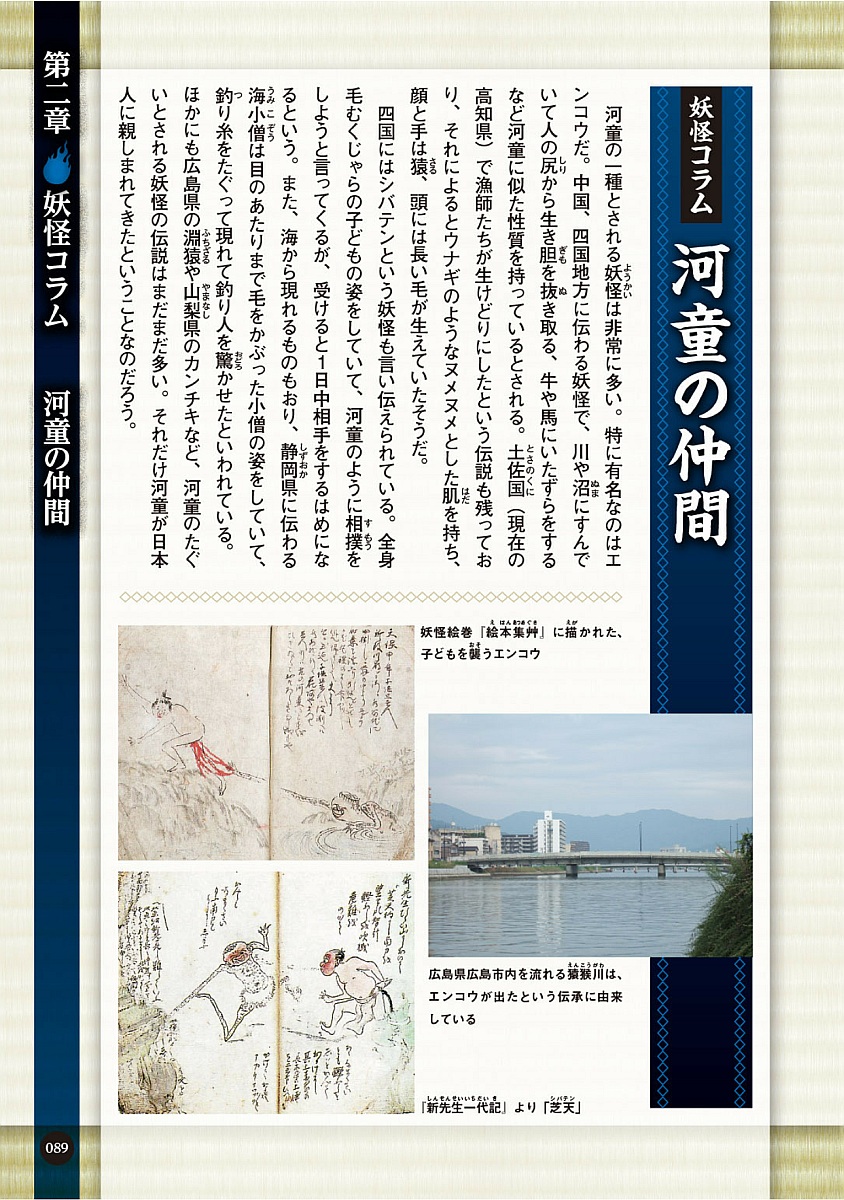 第二章 妖怪コラム 河童の仲間
妖怪コラム
河童の仲間
河童の一種とされる妖怪は非常に多い。特に有名なのはエ
ンコウだ。中国、四国地方に伝わる妖怪で、川や沼にすんで
いて人の尻から生き胆を抜き取る、牛や馬にいたずらをする
など河童に似た性質を持っているとされる。土佐国（現在の
高知県）で漁師たちが生けどりにしたという伝説も残ってお
り、それによるとウナギのようなヌメヌメとした肌を持ち、
顔と手は猿、頭には長い毛が生えていたそうだ。
四国にはシバテンという妖怪も言い伝えられている。全身
毛むくじゃらの子どもの姿をしていて、河童のように相撲を
しようと言ってくるが、受けると1日中相手をするはめにな
るという。また、海から現れるものもおり、静岡県に伝わる
海小僧は目のあたりまで毛をかぶった小僧の姿をしていて、
釣り糸をたぐって現れて釣り人を驚かせたといわれている。
ほかにも広島県の淵猿や山梨県のカンチキなど、河童のたぐ
いとされる妖怪の伝説はまだまだ多い。それだけ河童が日本
人に親しまれてきたということなのだろう。
妖怪絵巻『絵本集艸』に描かれた、
子どもを襲うエンコウ
広島県広島市内を流れる猿猴川は、
エンコウが出たという伝承に由来
している
『新先生一代記』より「芝天」
089